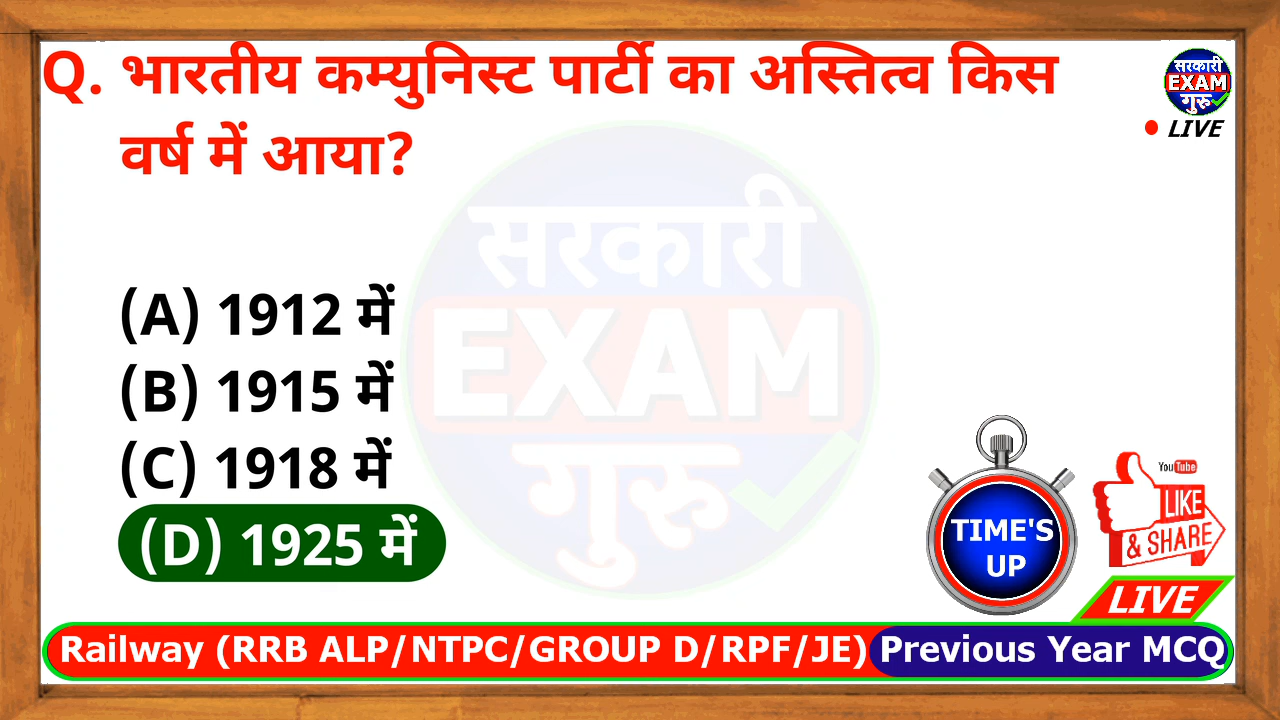 Q. भारतीय कम्युनिस्ट पार्टी का अस्तित्व किस
वर्ष में आया?
सरकारी
EXAM
गुरु
• LIVE
सरकारी
EXAM
गुरु
(A) 1912 में
(B) 1915 में
(C) 1918 में
(D) 1925 में
TIME'S
UP
YouTube
LIKE
& SHARE
LIVE
Railway (RRB ALP/NTPC/GROUP D/RPF/JE) Previous Year MCQ